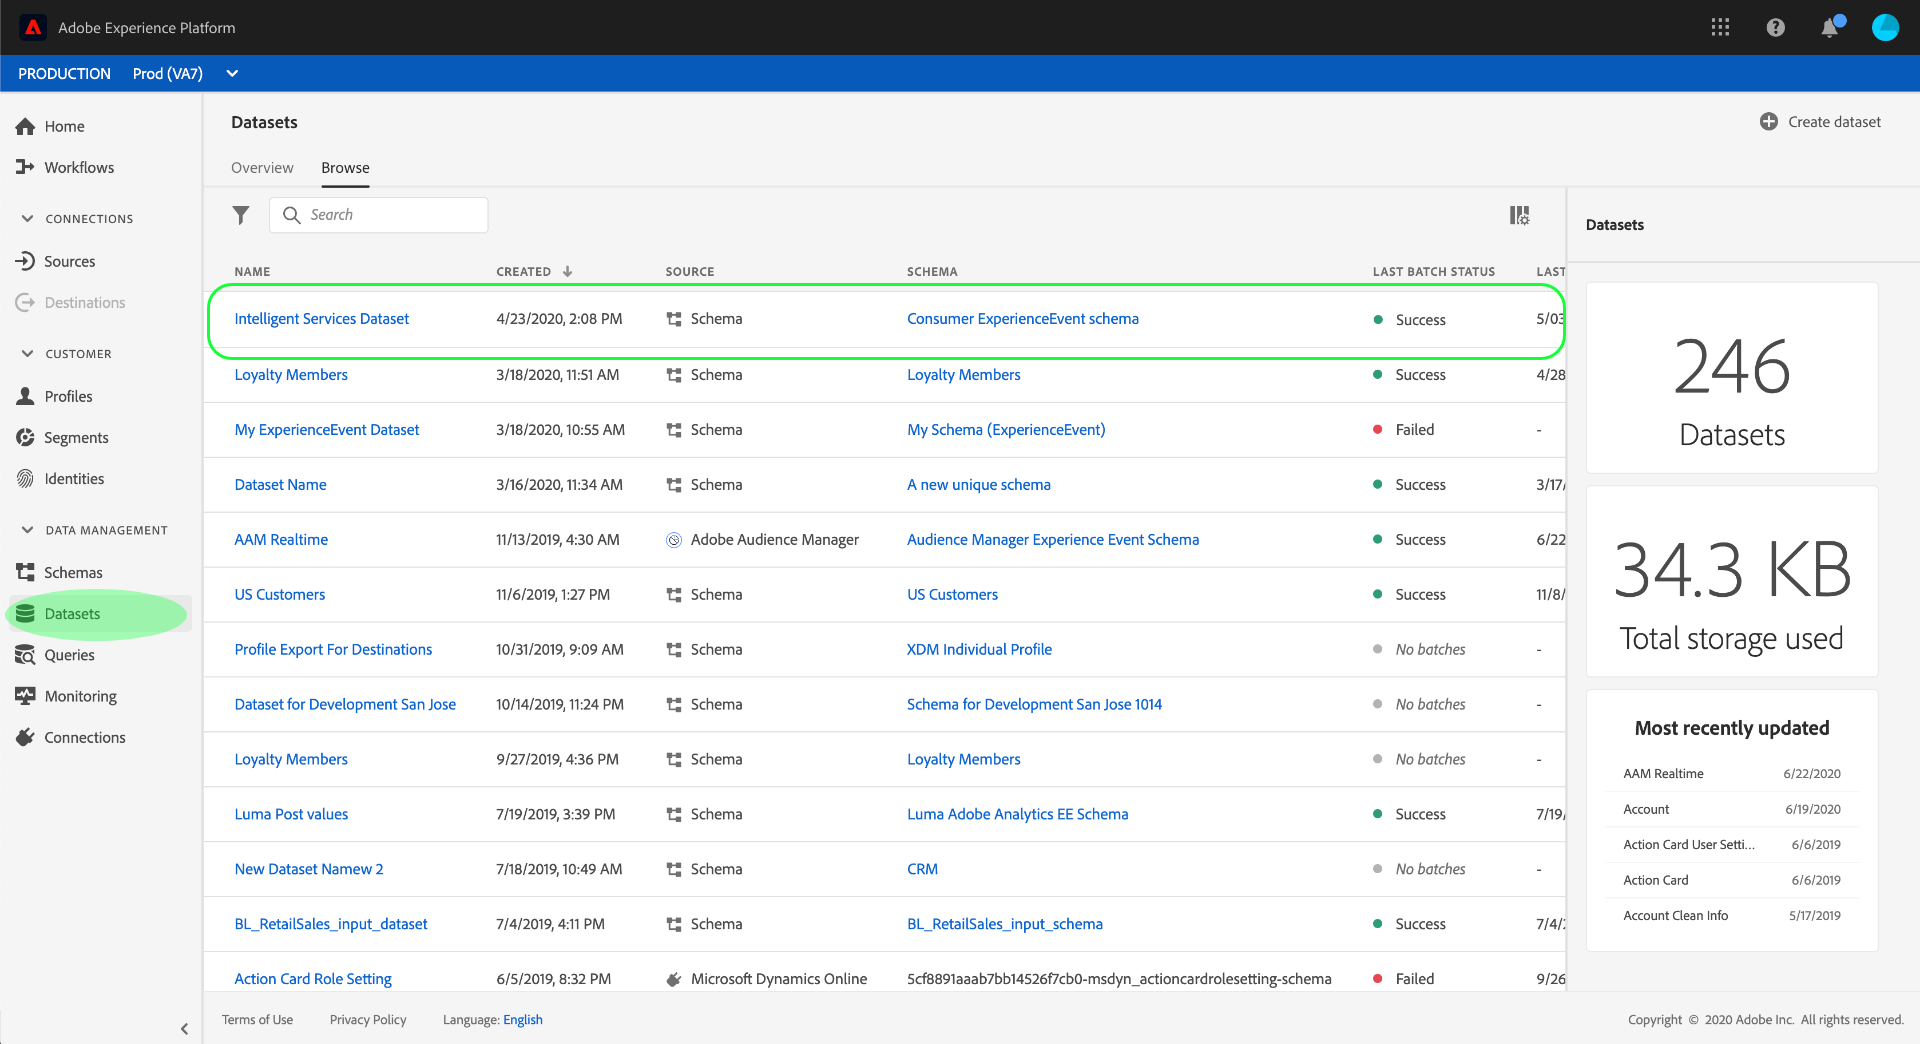 Adobe Experience Platform
PRODUCTION Prod (VA7)
Home
Workflows
CONNECTIONS
Sources
Destinations
CUSTOMER
Profiles
Segments
Identities
DATA MANAGEMENT
Schemas
Datasets
Queries
Monitoring
Connections
Datasets
Create dataset
Overview Browse
Search
NAME CREATED SOURCE SCHEMA LAST BATCH STATUS LAST
Intelligent Services Dataset 4/23/2020, 2:08 PM Schema Consumer ExperienceEvent schema Success 5/03
Loyalty Members 3/18/2020, 11:51 AM Schema Loyalty Members Success 4/28
My ExperienceEvent Dataset 3/18/2020, 10:55 AM Schema My Schema (ExperienceEvent) Failed -
Dataset Name 3/16/2020, 11:34 AM Schema A new unique schema Success 3/17/
AAM Realtime 11/13/2019, 4:30 AM Adobe Audience Manager Audience Manager Experience Event Schema Success 6/22
US Customers 11/6/2019, 1:27 PM Schema US Customers Success 11/8/
Profile Export For Destinations 10/31/2019, 9:09 AM Schema XDM Individual Profile No batches -
Dataset for Development San Jose 10/14/2019, 11:24 PM Schema Schema for Development San Jose 1014 No batches -
Loyalty Members 9/27/2019, 4:36 PM Schema Loyalty Members No batches -
Luma Post values 7/19/2019, 3:39 PM Schema Luma Adobe Analytics EE Schema Success 7/19/
New Dataset Namew 2 7/18/2019, 10:49 AM Schema CRM No batches -
BL_RetailSales_input_dataset 7/4/2019, 4:11 PM Schema BL_RetailSales_input_schema Success 7/4/
Action Card Role Setting 6/5/2019, 8:32 PM Microsoft Dynamics Online 5cf8891aaab7bb14526f7cb0-msdyn_actioncardrolesetting-schema Failed 9/26
Datasets
246
Datasets
34.3 KB
Total storage used
Most recently updated
AAM Realtime 6/22/2020
Account 6/19/2020
Action Card User Setti... 6/6/2019
Action Card 6/6/2019
Account Clean Info 5/17/2019
Terms of Use Privacy Policy Language: English
Copyright © 2020 Adobe Inc. All rights reserved.